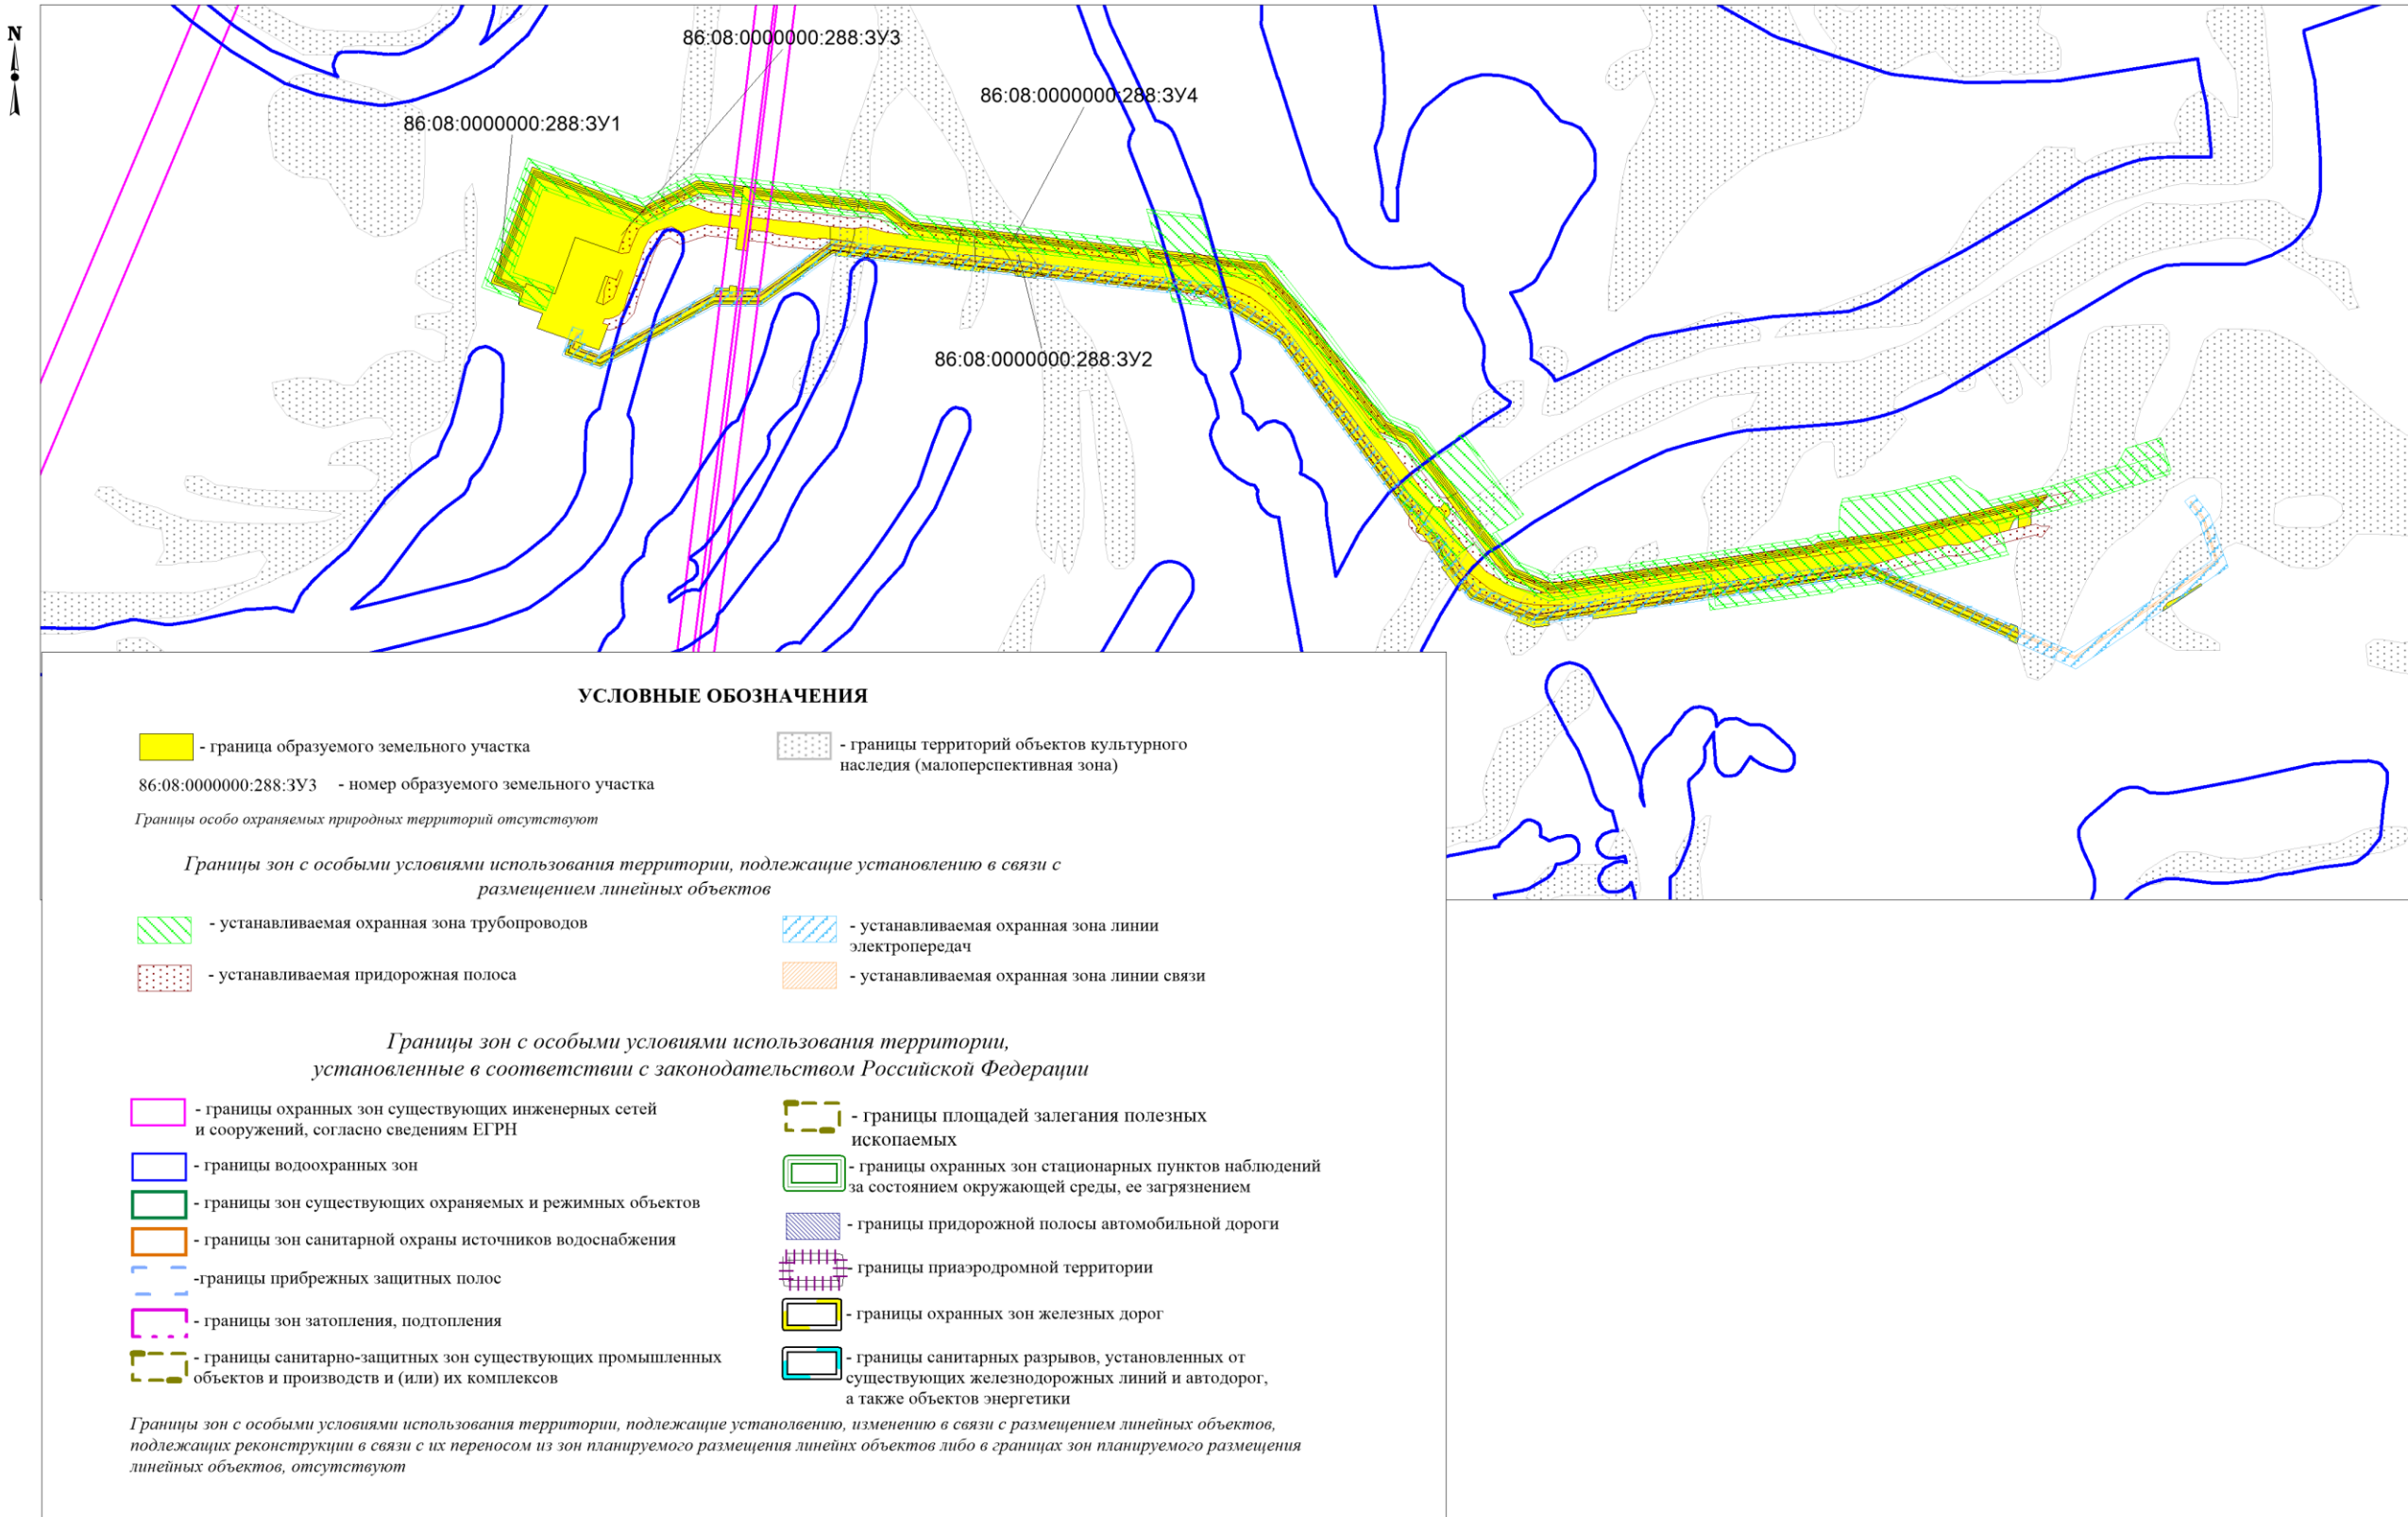 N
86:08:0000000:288:ЗУ3
86:08:0000000:288:ЗУ4
86:08:0000000:288:ЗУ1
86:08:0000000:288:ЗУ2
УСЛОВНЫЕ ОБОЗНАЧЕНИЯ
- граница образуемого земельного участка
86:08:0000000:288:ЗУ3 - номер образуемого земельного участка
Границы особо охраняемых природных территорий отсутствуют
- границы территорий объектов культурного
наследия (малоперспективная зона)
Границы зон с особыми условиями использования территории, подлежащие установлению в связи с
размещением линейных объектов
- устанавливаемая охранная зона трубопроводов
- устанавливаемая придорожная полоса
- устанавливаемая охранная зона линии
электропередач
- устанавливаемая охранная зона линии связи
Границы зон с особыми условиями использования территории,
установленные в соответствии с законодательством Российской Федерации
- границы охранных зон существующих инженерных сетей
и сооружений, согласно сведениям ЕГРН
- границы водоохранных зон
- границы зон существующих охраняемых и режимных объектов
- границы зон санитарной охраны источников водоснабжения
-границы прибрежных защитных полос
- границы зон затопления, подтопления
- границы санитарно-защитных зон существующих промышленных
объектов и производств и (или) их комплексов
- границы площадей залегания полезных
ископаемых
- границы охранных зон стационарных пунктов наблюдений
за состоянием окружающей среды, ее загрязнением
- границы придорожной полосы автомобильной дороги
- границы приаэродромной территории
- границы охранных зон железных дорог
- границы санитарных разрывов, установленных от
существующих железнодорожных линий и автодорог,
а также объектов энергетики
Границы зон с особыми условиями использования территории, подлежащие устанолвению, изменению в связи с размещением линейных объектов,
подлежащих реконструкции в связи с их переносом из зон планируемого размещения линейнх объектов либо в границах зон планируемого размещения
линейных объектов, отсутствуют